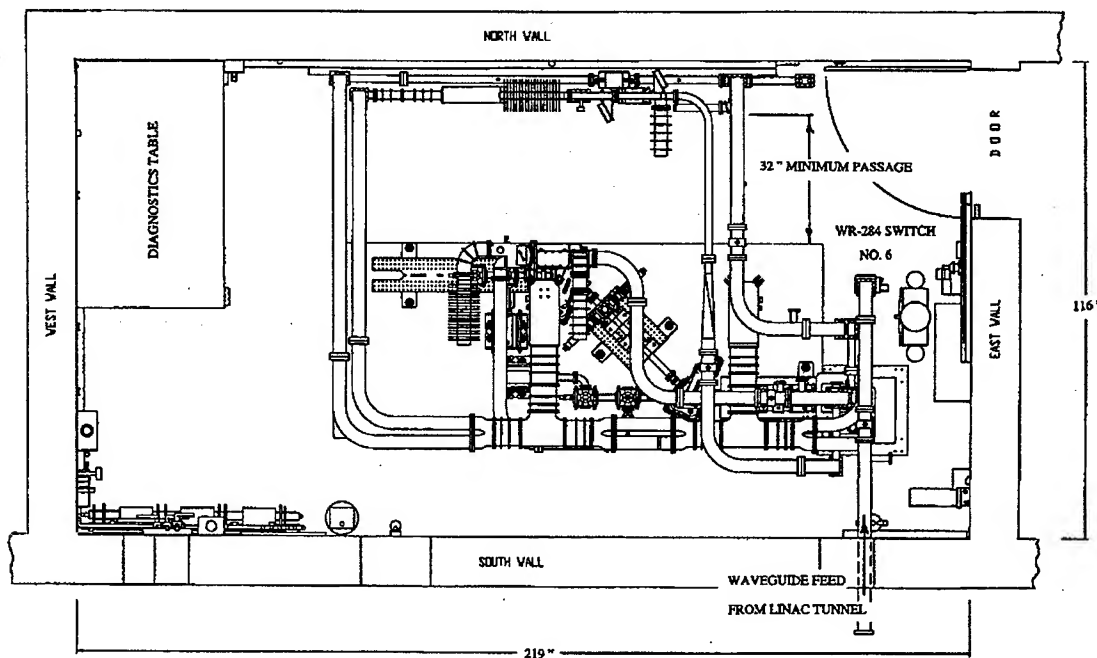 NORTH WALL
DIAGNOSTICS TABLE
DOOR
32 " MINIMUM PASSAGE
WR-284 SWITCH
NO. 6
WEST WALL
EAST WALL
116"
SOUTH WALL
WAVEGUIDE FEED
FROM LINAC TUNNEL
219 "